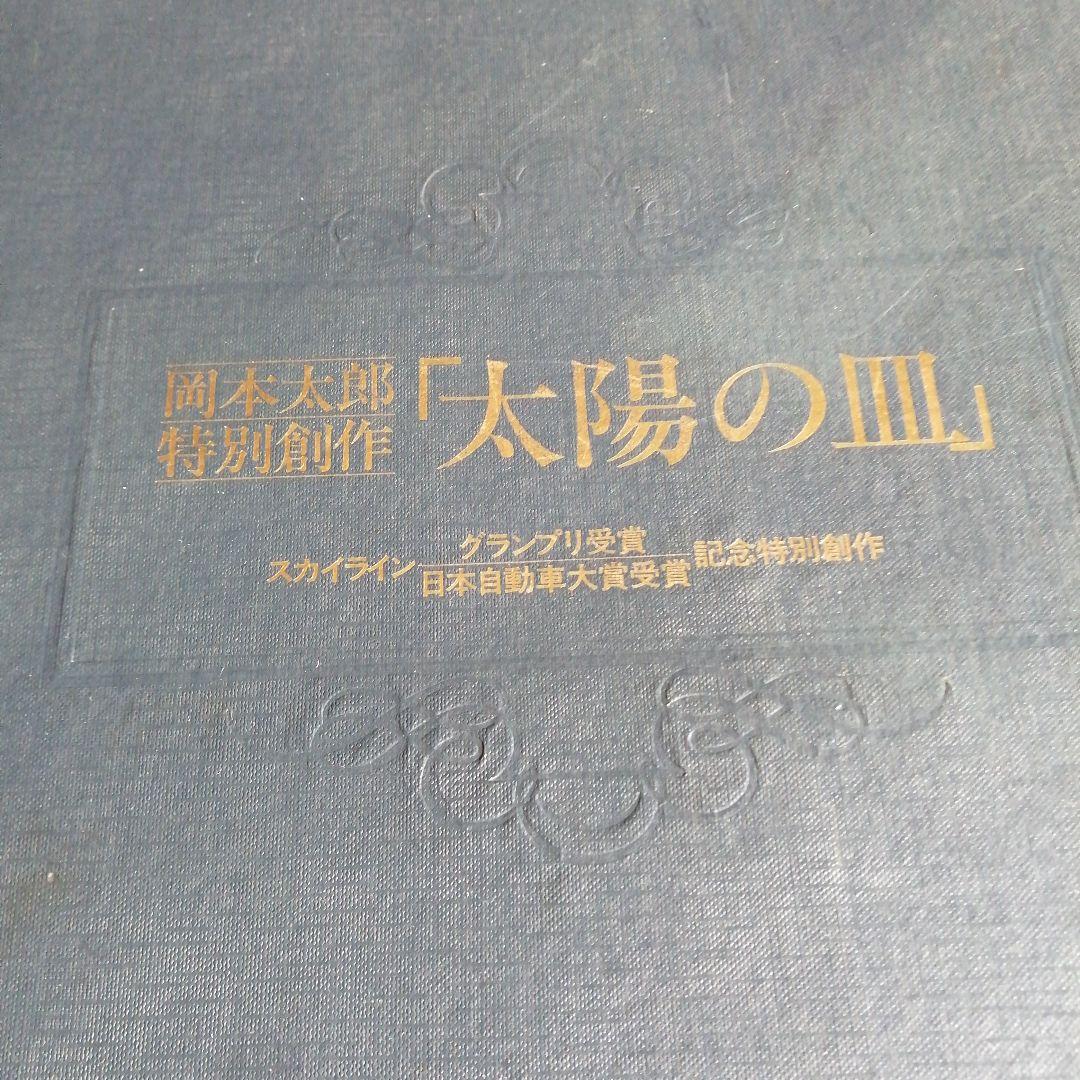 岡本太郎
特別創作
「太陽の皿」
スカイライン
グランプリ受賞
日本自動車大賞受賞
記念特別創作